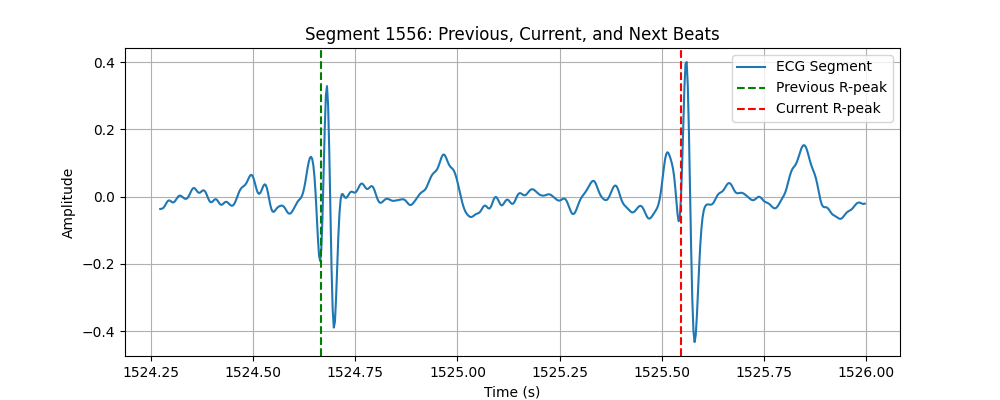 Segment 1556: Previous, Current, and Next Beats
ECG Segment
Previous R-peak
Current R-peak
Amplitude
0.4
0.2
0.0
−0.2
−0.4
1524.25 1524.50 1524.75 1525.00 1525.25 1525.50 1525.75 1526.00
Time (s)